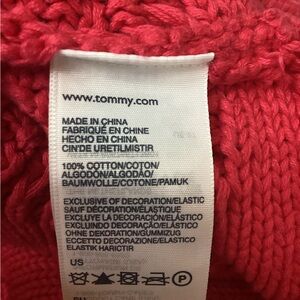 www.tommy.com
MADE IN CHINA
FABRIQUÉ EN CHINE
HECHO EN CHINA
CIN'DE ÜRETILMISTIR
100% COTTON/COTON/
ALGODÓN/ALGODÃO/
BAUMWOLLE/COTONE/PAMUK
EXCLUSIVE OF DECORATION/ELASTIC
SAUF DÉCORATION/ÉLASTIQUE
EXCLUYE LA DECORACIÓN/ELÁSTICO
EXCLUINDO DECORAÇÃO/ELÁSTICO
OHNE DEKORATION/GUMMIZUG
ECCETTO DECORAZIONE/ELASTICO
ELASTIK HARICTIR
US
P